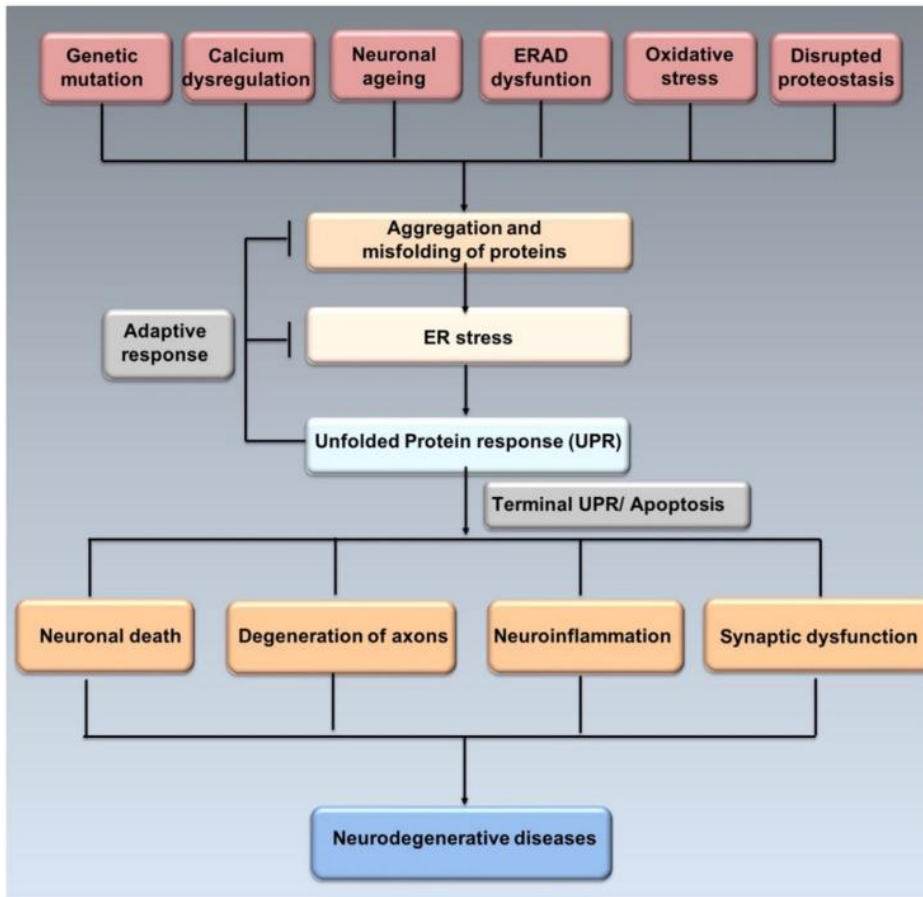 Genetic
mutation
Calcium
dysregulation
Neuronal
ageing
ERAD
dysfuntion
Oxidative
stress
Disrupted
proteostasis
Aggregation and
misfolding of proteins
Adaptive
response
ER stress
Unfolded Protein response (UPR)
Terminal UPR/ Apoptosis
Neuronal death
Degeneration of axons
Neuroinflammation
Synaptic dysfunction
Neurodegenerative diseases